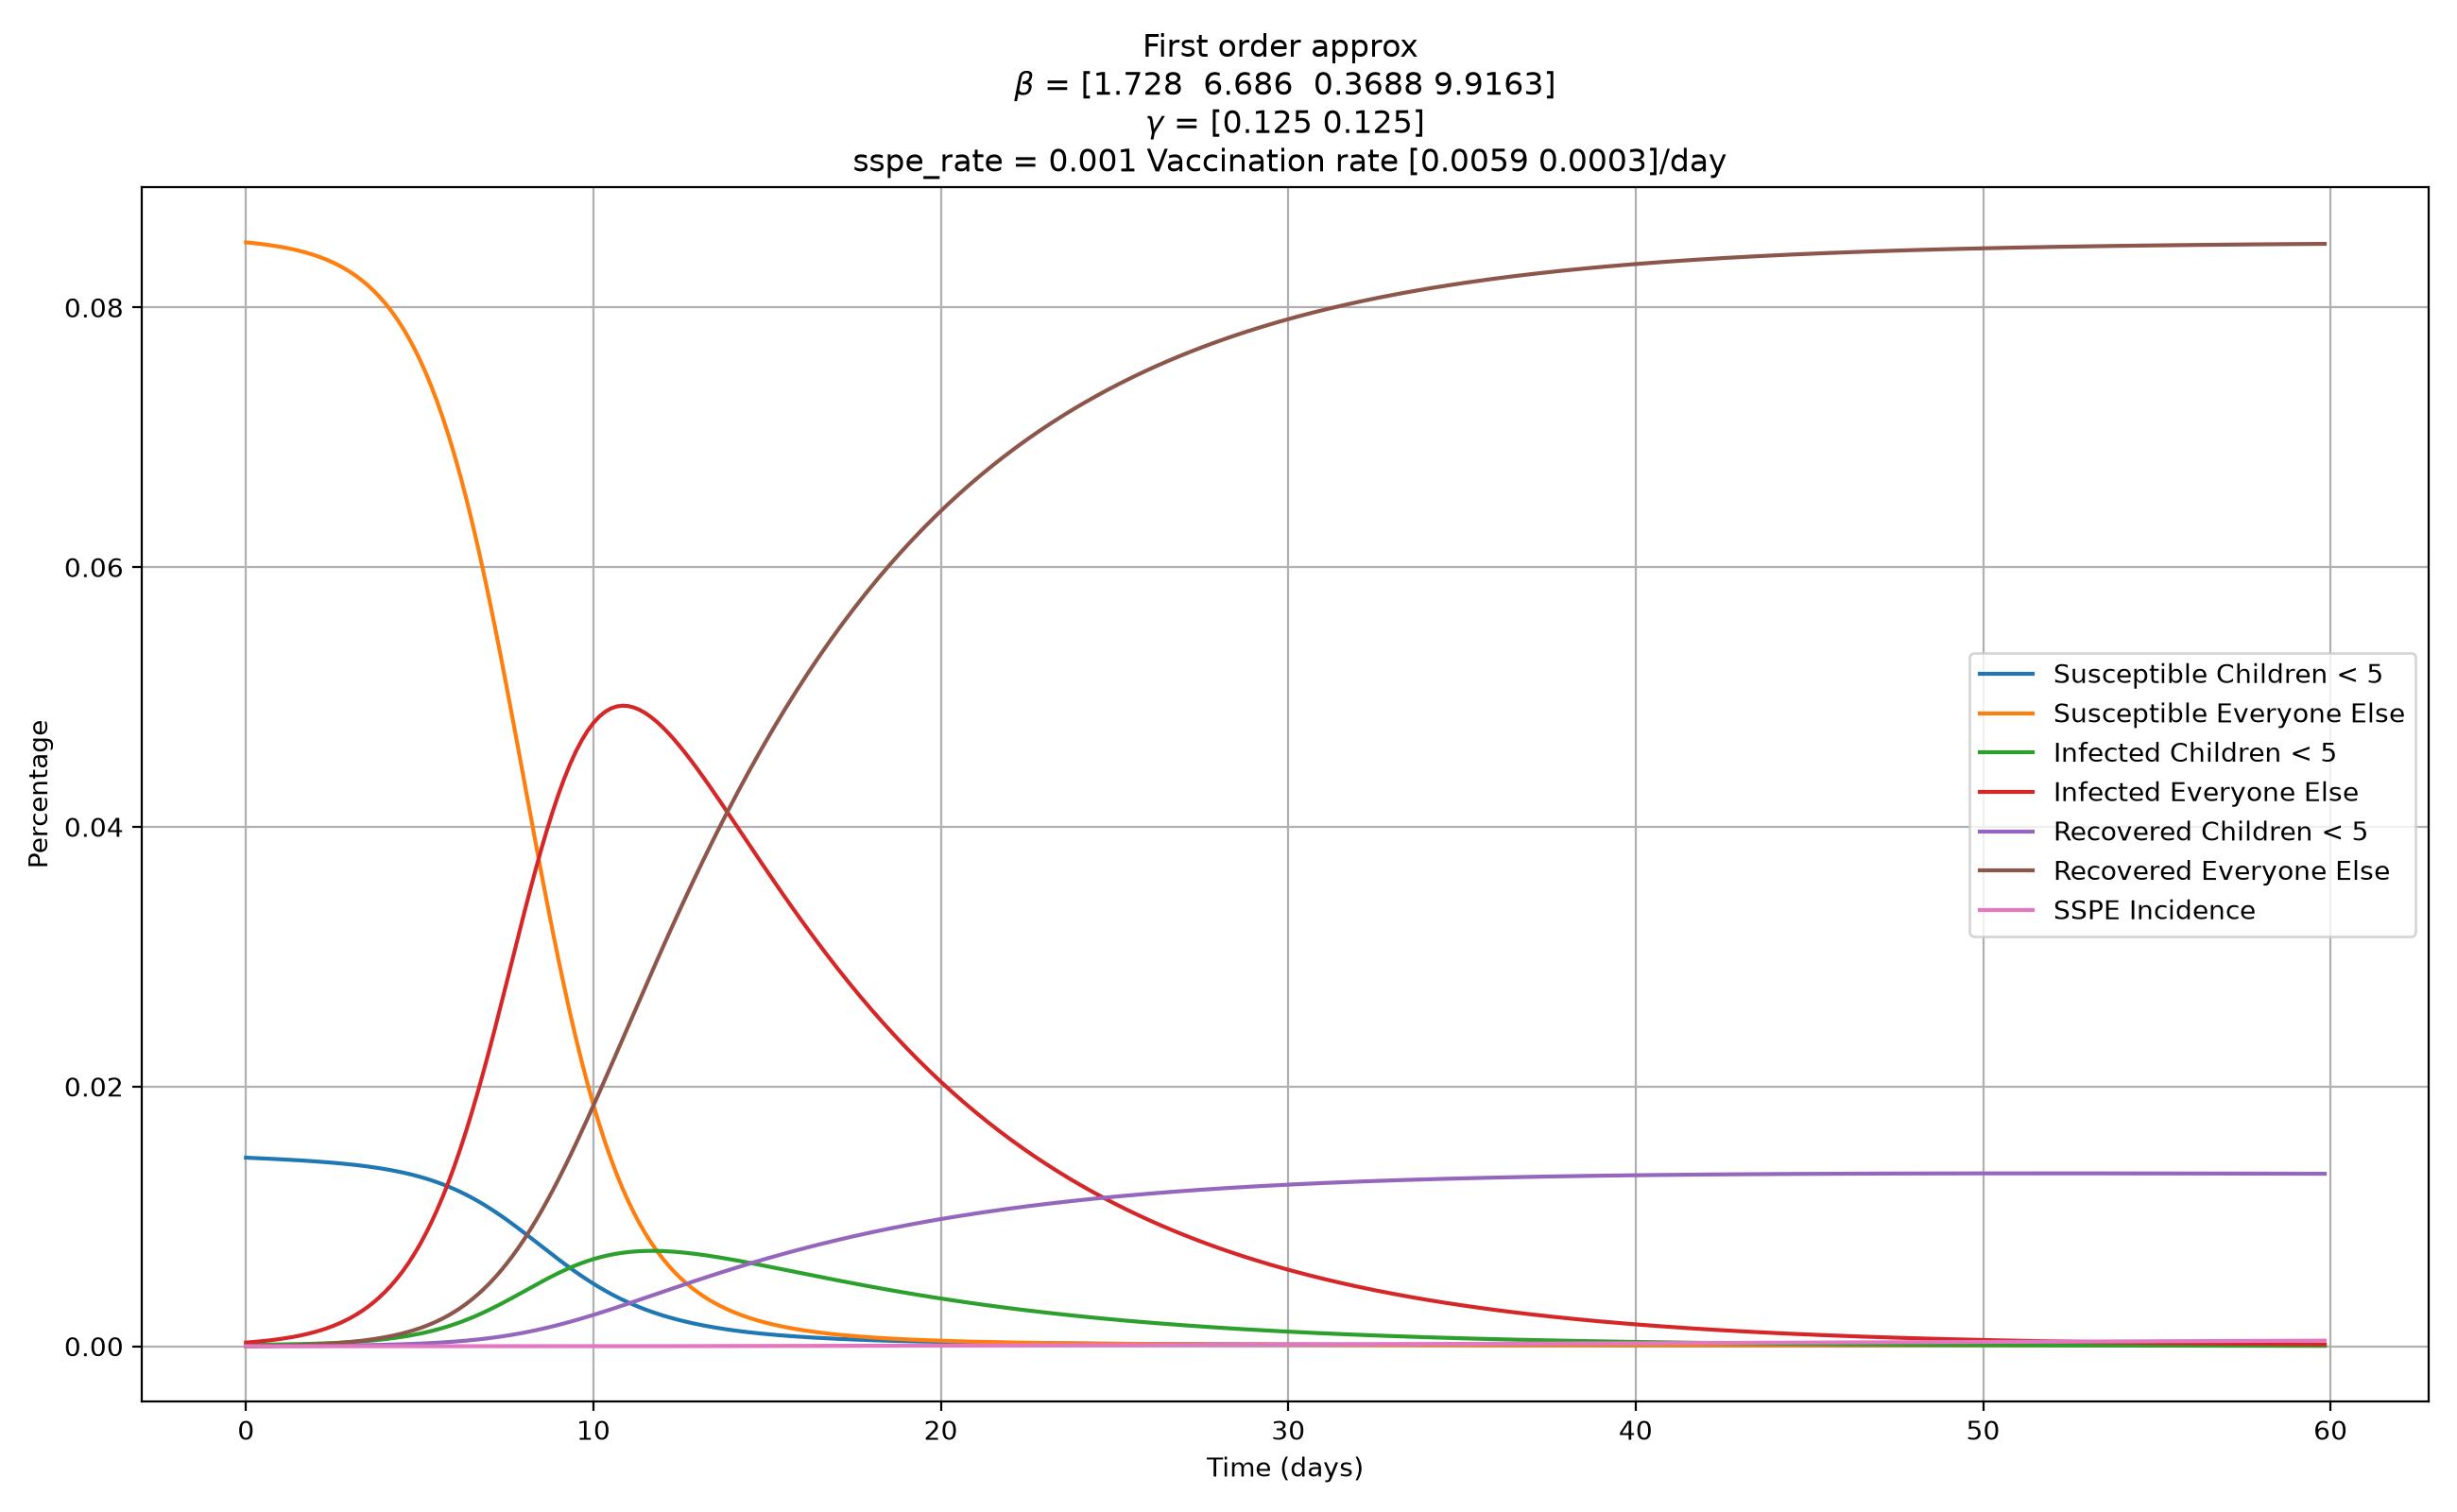 First order approx
β = [1.728  6.686  0.3688 9.9163]
γ = [0.125 0.125]
sspe_rate = 0.001 Vaccination rate [0.0059 0.0003]/day
Percentage
0.08
0.06
0.04
0.02
0.00
Susceptible Children < 5
Susceptible Everyone Else
Infected Children < 5
Infected Everyone Else
Recovered Children < 5
Recovered Everyone Else
SSPE Incidence
0 10 20 30 40 50 60
Time (days)